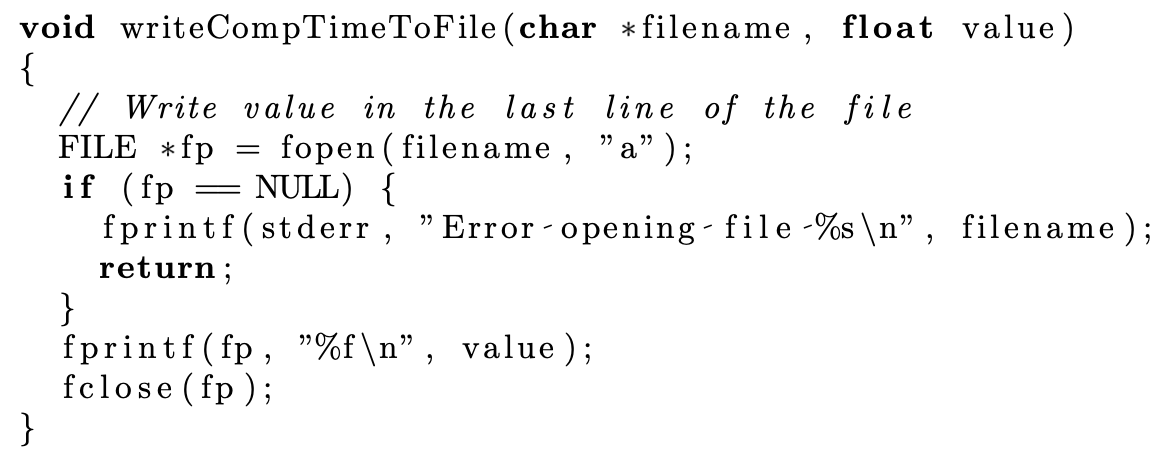 void writeCompTimeToFile(char *filename, float value)
{
  // Write value in the last line of the file
  FILE *fp = fopen(filename, "a");
  if (fp == NULL) {
    fprintf(stderr, "Error opening file %s\n", filename);
    return;
  }
  fprintf(fp, "%f\n", value);
  fclose(fp);
}